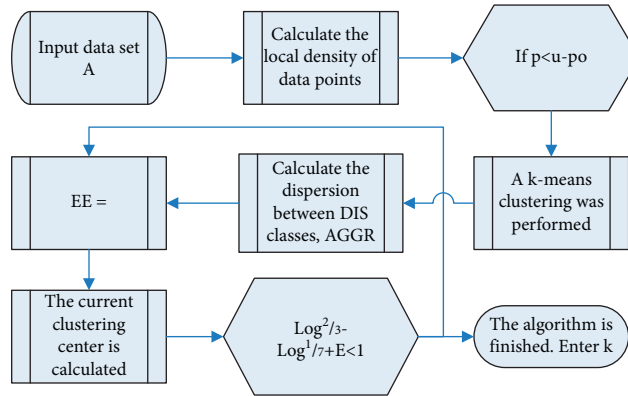 Input data set
A
Calculate the
local density of
data points
If p<u-po
EE =
Calculate the
dispersion
between DIS
classes, AGGR
A k-means
clustering was
performed
The current
clustering
center is
calculated
Log²/3-
Log¹/7+E<1
The algorithm is
finished. Enter k